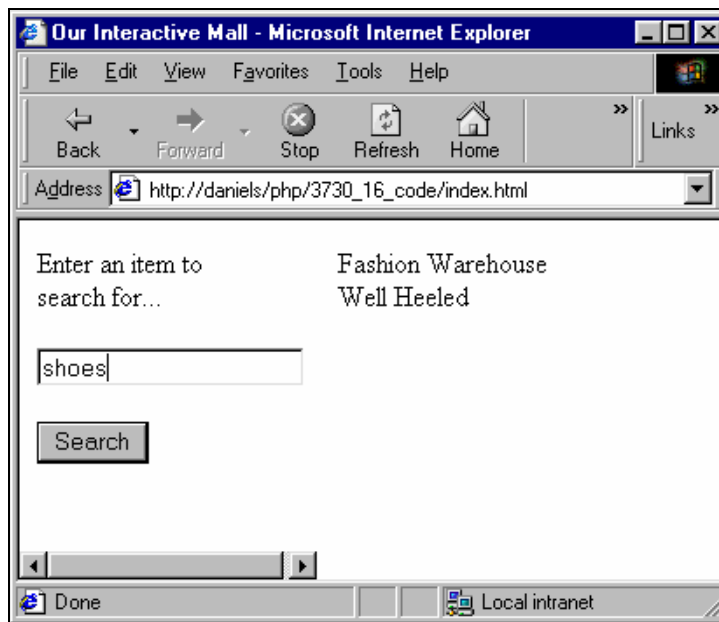 Our Interactive Mall - Microsoft Internet Explorer
File Edit View Favorites Tools Help
Back Forward Stop Refresh Home » Links »
Address http://daniels/php/3730_16_code/index.html
Enter an item to
search for...
shoes
Search
Fashion Warehouse
Well Heeled
Done Local intranet